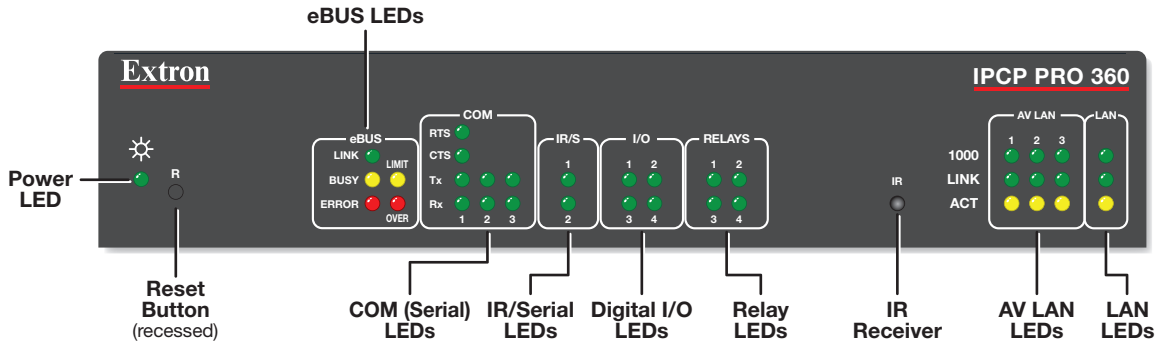 eBUS LEDs
Extron
IPCP PRO 360
COM
AV LAN
LAN
eBUS
RTS
IR/S
I/O
RELAYS
1 2 3
LINK
LIMIT
CTS
1
1 2
1 2
1000
R
BUSY
Tx
IR
LINK
Power
LED
ERROR
OVER
Rx
1 2 3
2
3 4
3 4
ACT
Reset
Button
(recessed)
COM (Serial)
LEDs
IR/Serial
LEDs
Digital I/O
LEDs
Relay
LEDs
IR
Receiver
AV LAN
LEDs
LAN
LEDs